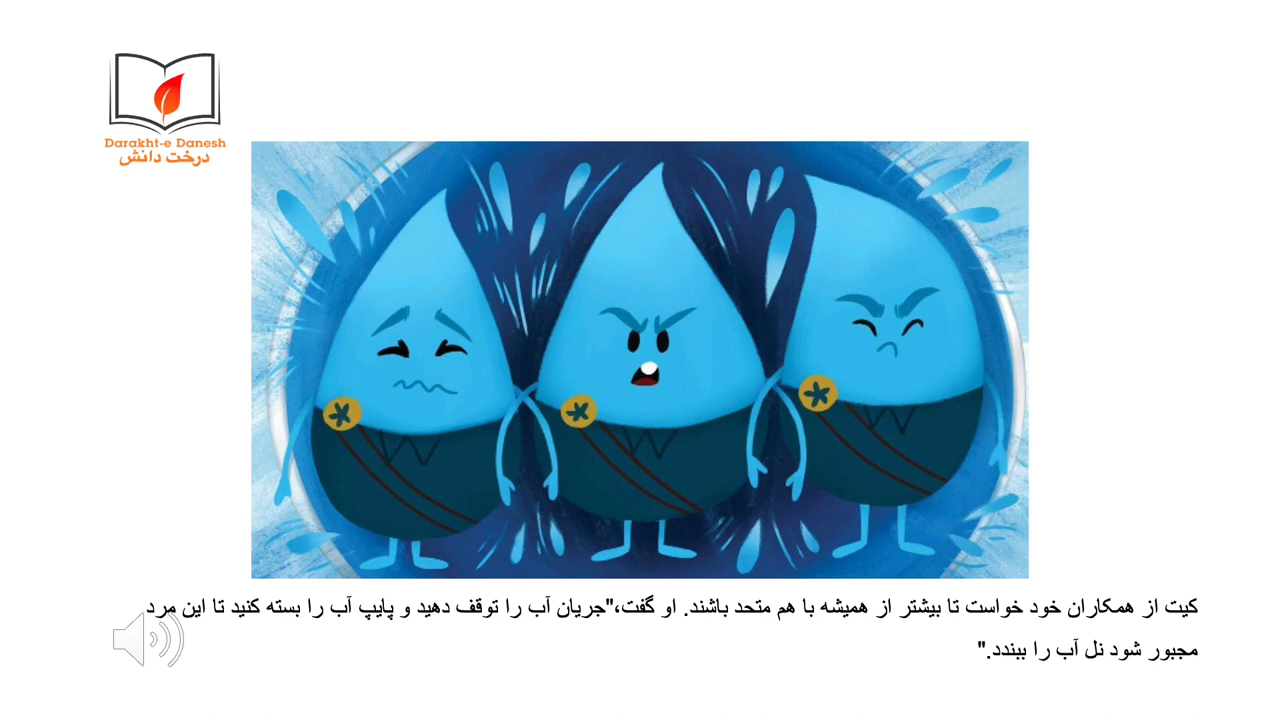 Darakht-e Danesh
درخت دانش
کیت از همکاران خود خواست تا بیشتر از همیشه با هم متحد باشند. او گفت،"جریان آب را توقف دهید و پایپ آب را بسته کنید تا این مرد
مجبور شود نل آب را ببندد."